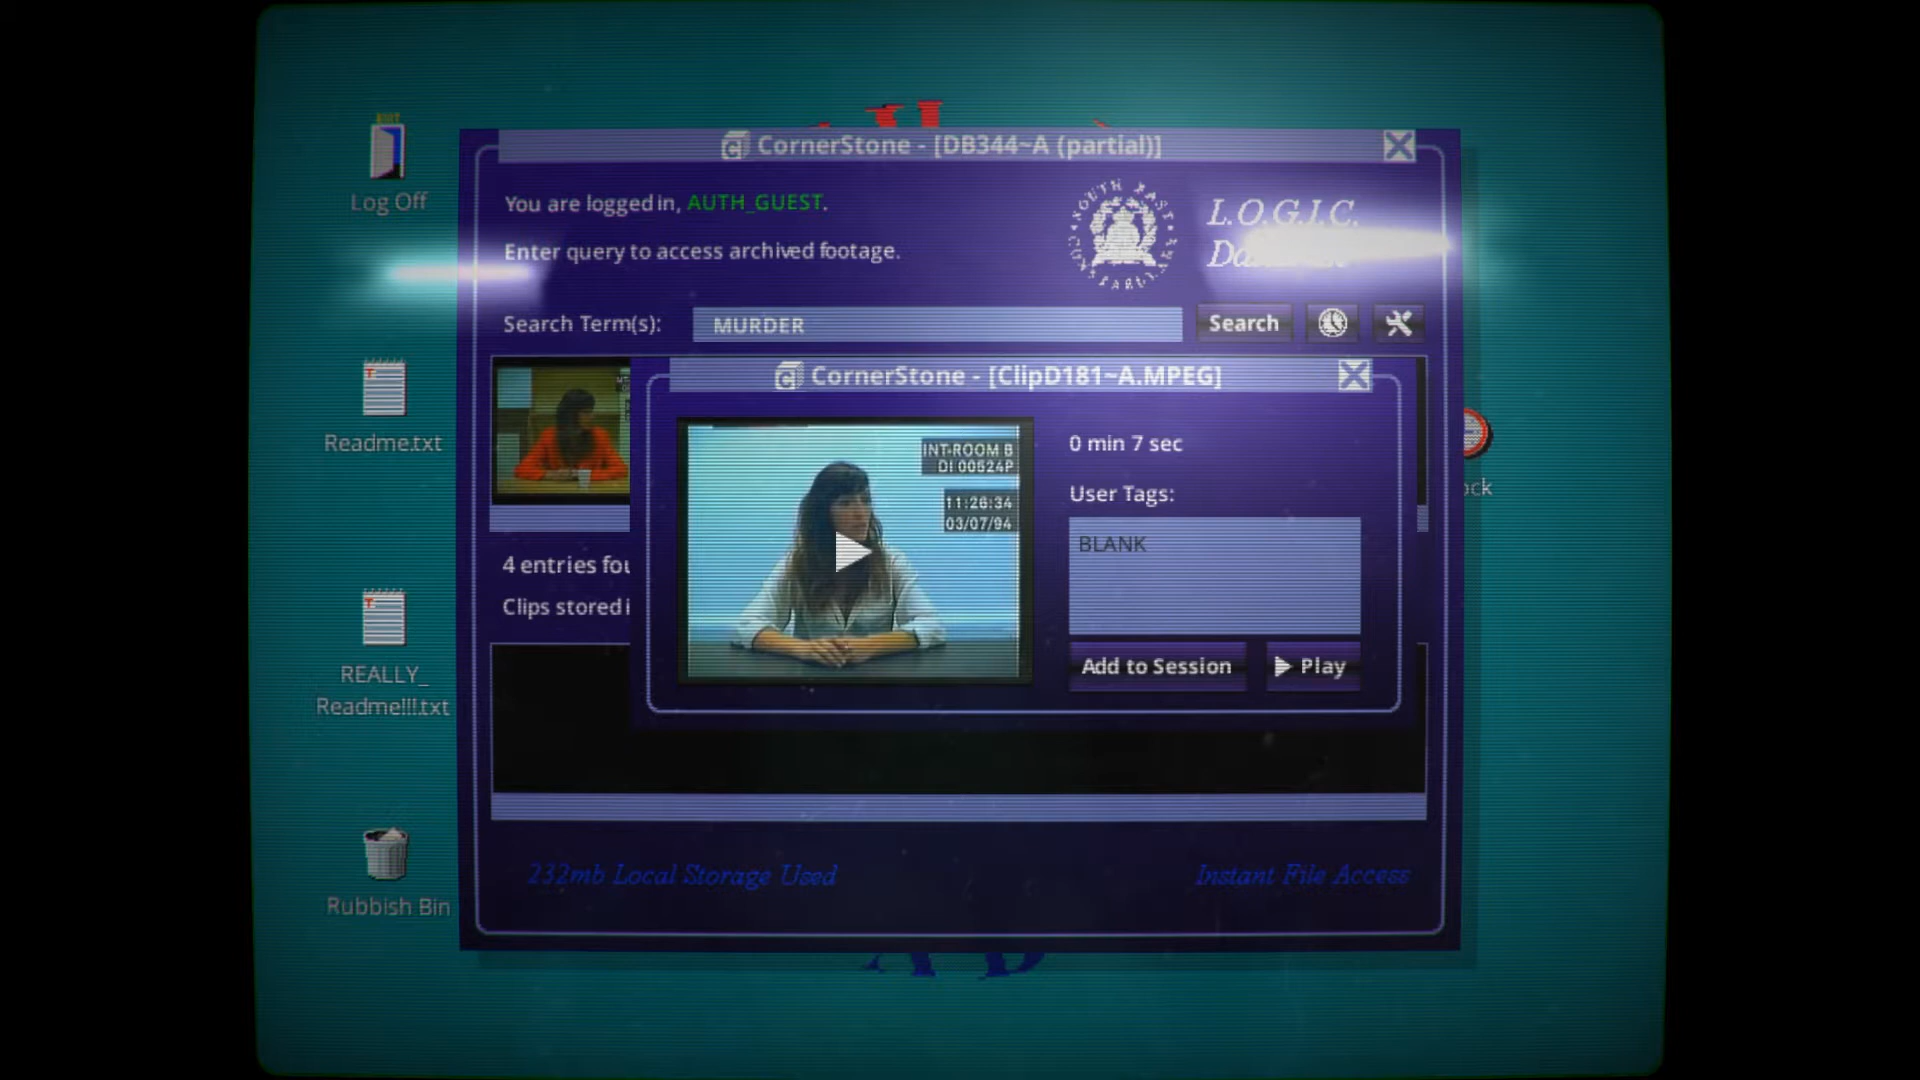 CornerStone - [DB344~A (partial)]
Log Off
You are logged in, AUTH_GUEST.
Enter query to access archived footage.
L.O.G.I.C.
Search Term(s):
MURDER
Search
CornerStone - [ClipD181~A.MPEG]
INT-ROOM B
DI 00524P
11:26:34
03/07/94
0 min 7 sec
User Tags:
BLANK
Readme.txt
4 entries fou
Clips stored i
Add to Session
Play
REALLY_
Readme!!!.txt
232mb Local Storage Used
Instant File Access
Rubbish Bin